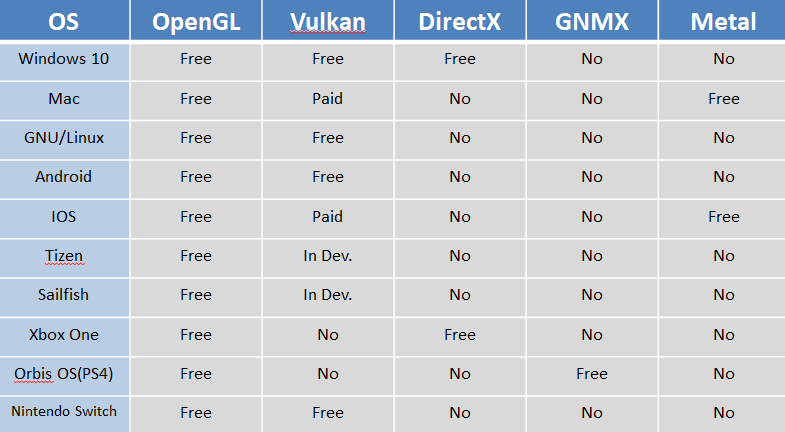 OS OpenGL Vulkan DirectX GNMX Metal
Windows 10 Free Free Free No No
Mac Free Paid No No Free
GNU/Linux Free Free No No No
Android Free Free No No No
IOS Free Paid No No Free
Tizen Free In Dev. No No No
Sailfish Free In Dev. No No No
Xbox One Free No Free No No
Orbis OS(PS4) Free No No Free No
Nintendo Switch Free Free No No No